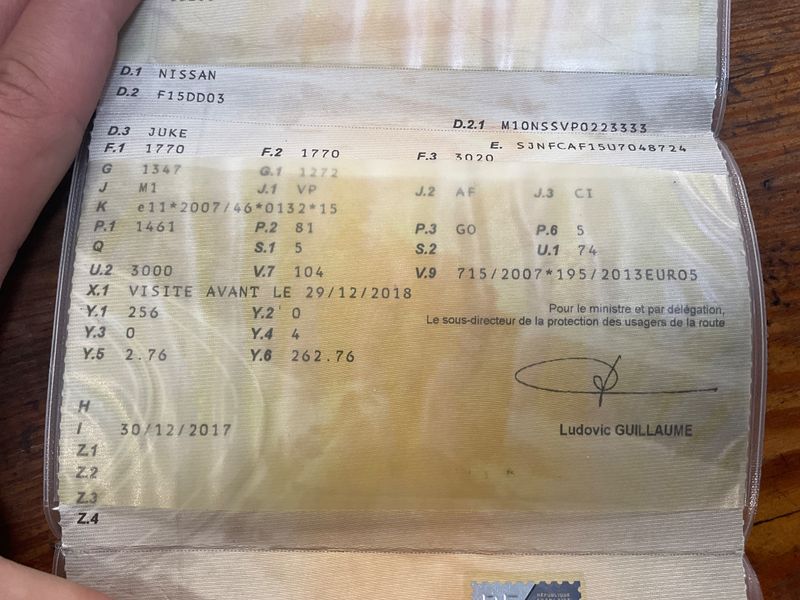 D.1 NISSAN
D.2 F15DD03
D.2.1 M10NSSVP0223333
D.3 JUKE
E. SJNFCAF15U7048724
F.1 1770 F.2 1770 F.3 3020
G 1347 G.1 1272
J M1 J.1 VP J.2 AF J.3 CI
K e11*2007/46*0132*15
P.1 1461 P.2 81 P.3 GO P.6 5
Q S.1 5 S.2 U.1 74
U.2 3000 V.7 104 V.9 715/2007*195/2013EURO5
X.1 VISITE AVANT LE 29/12/2018
Y.1 256 Y.2 0
Pour le ministre et par délégation,
Le sous-directeur de la protection des usagers de la route
Y.3 0 Y.4 4
Y.5 2.76 Y.6 262.76
H
I 30/12/2017
Ludovic GUILLAUME
Z.1
Z.2
Z.3
Z.4
RÉPUBLIQUE